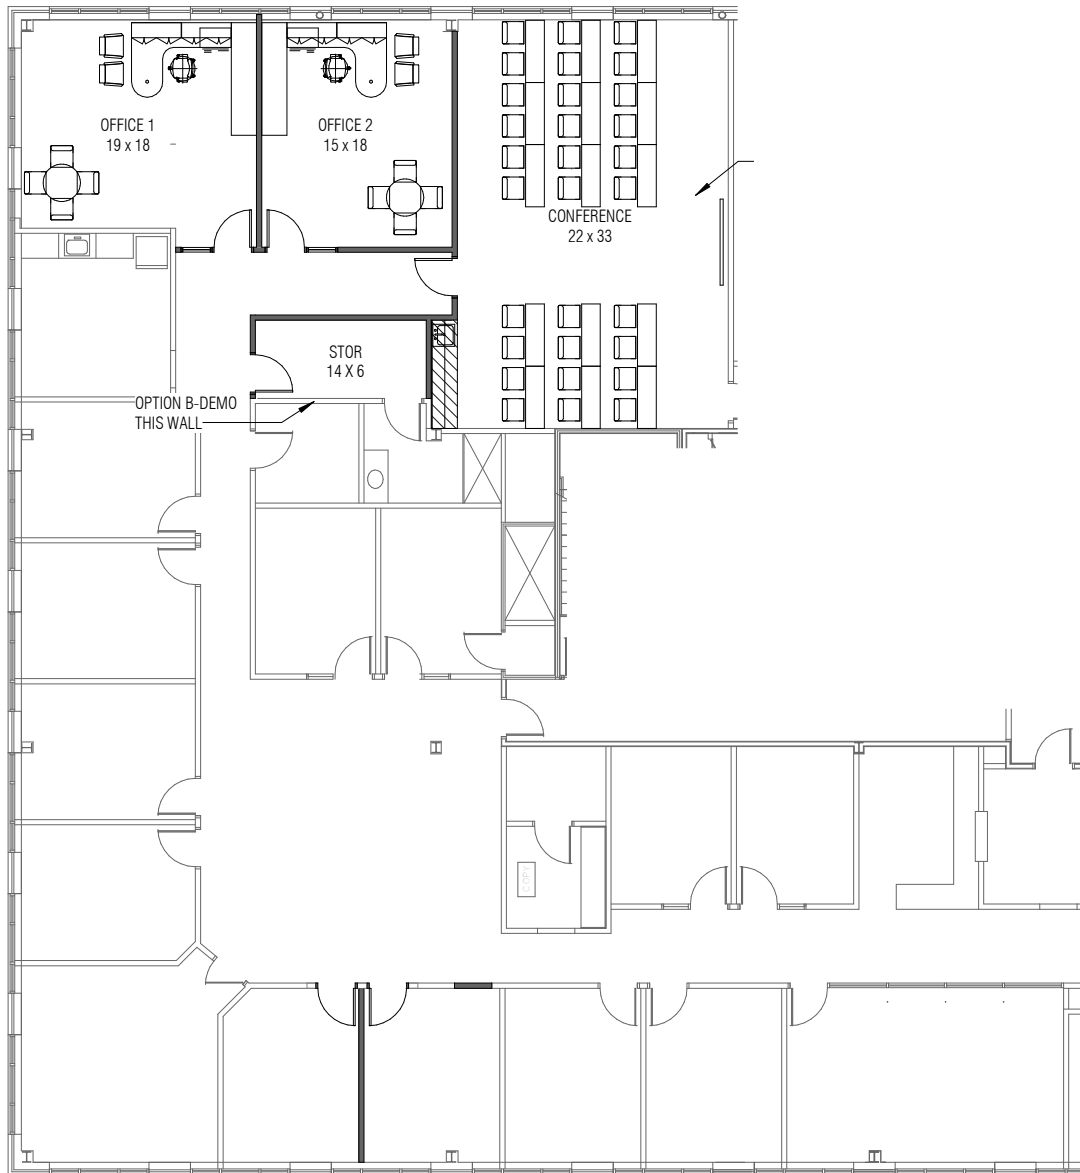 OFFICE 1
19 x 18
OFFICE 2
15 x 18
CONFERENCE
22 x 33
STOR
14 X 6
OPTION B-DEMO
THIS WALL
COPY